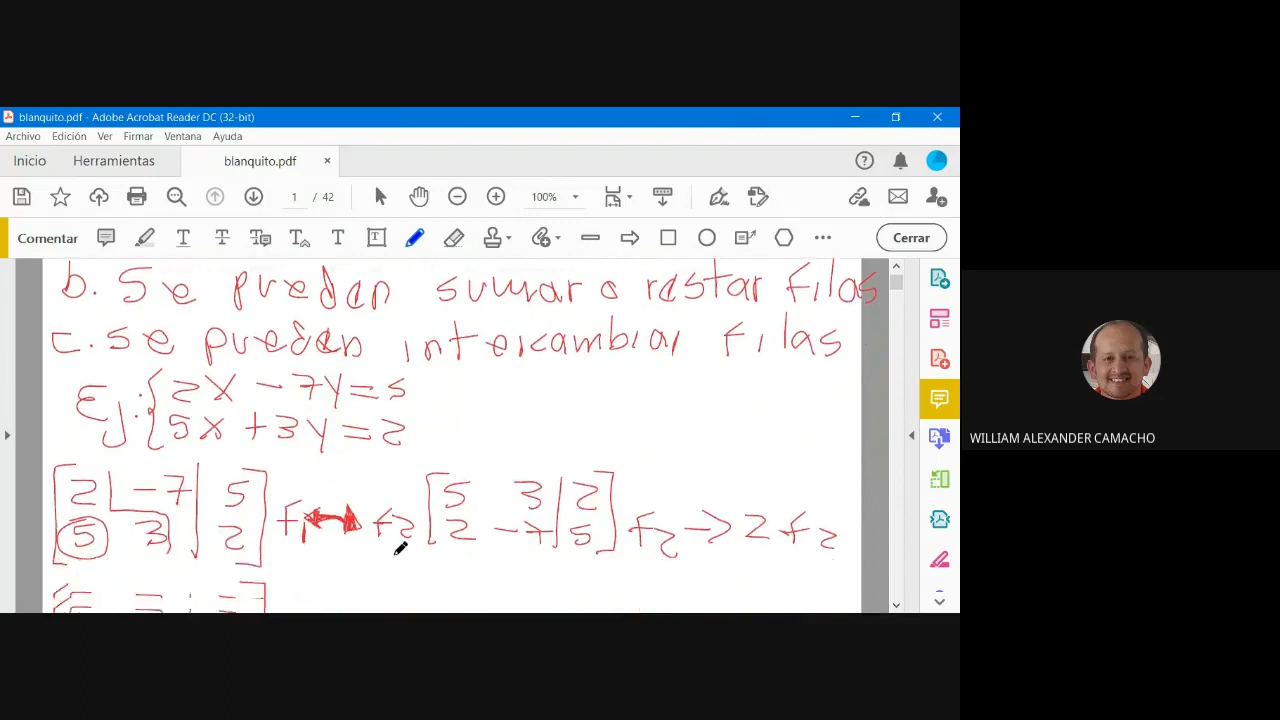 blanquito.pdf - Adobe Acrobat Reader DC (32-bit)
Archivo Edición Ver Firmar Ventana Ayuda
Inicio Herramientas blanquito.pdf ×
1 / 42 100%
Comentar Cerrar
b. Se pueden sumar o restar filas
c. se pueden intercambiar filas
Ej: { 2x - 7y = 5
5x + 3y = 2
[ 2 -7 | 5 ] [ 5 3 | 2 ]
[ 5 3 | 2 ] f1 ↔ f2 [ 2 -7 | 5 ] f2 → 2 f2
WILLIAM ALEXANDER CAMACHO